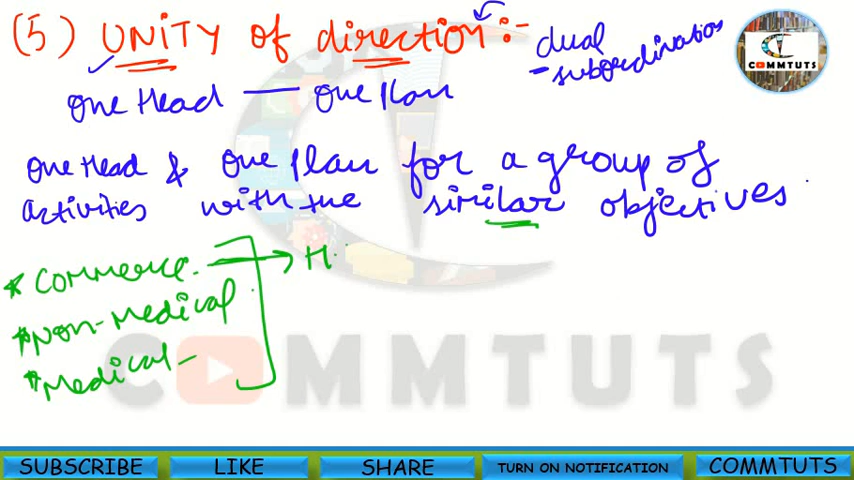 (5) UNITY of direction :-
dual
-subordination
COMMTUTS
one Head — one plan
one Head & one plan for a group of
activities with the similar objectives
* Commerce. → H
* Non-Medical
* Medical -
COMMTUTS
SUBSCRIBE
LIKE
SHARE
TURN ON NOTIFICATION
COMMTUTS